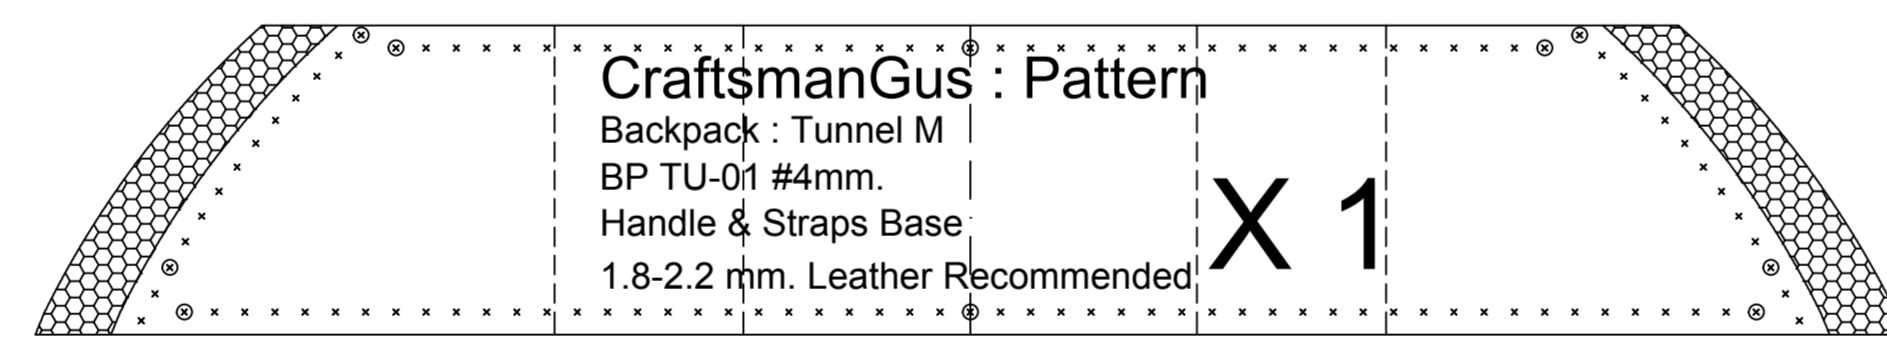 CraftsmanGus : Pattern
Backpack : Tunnel M
BP TU-01 #4mm.
Handle & Straps Base
1.8-2.2 mm. Leather Recommended
X 1